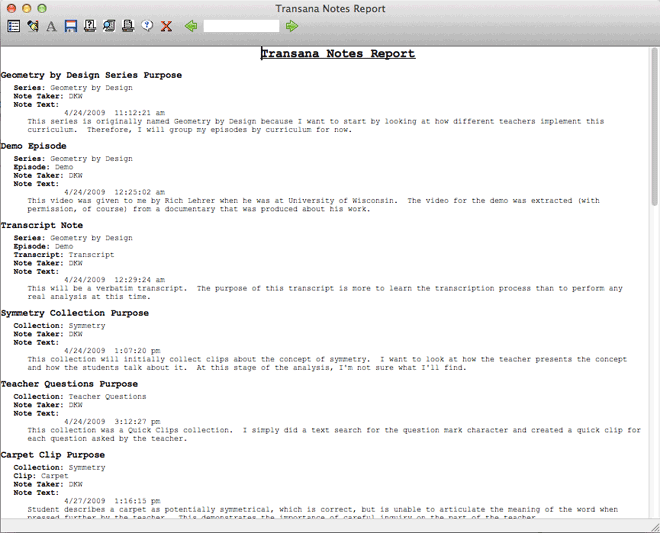 Transana Notes Report
Transana Notes Report
Geometry by Design Series Purpose
Series: Geometry by Design
Note Taker: DKW
Note Text:
4/24/2009 11:12:21 am
This series is originally named Geometry by Design because I want to start by looking at how different teachers implement this
curriculum. Therefore, I will group my episodes by curriculum for now.
Demo Episode
Series: Geometry by Design
Episode: Demo
Note Taker: DKW
Note Text:
4/24/2009 12:25:02 am
This video was given to me by Rich Lehrer when he was at University of Wisconsin. The video for the demo was extracted (with
permission, of course) from a documentary that was produced about his work.
Transcript Note
Series: Geometry by Design
Episode: Demo
Transcript: Transcript
Note Taker: DKW
Note Text:
4/24/2009 12:29:24 am
This will be a verbatim transcript. The purpose of this transcript is more to learn the transcription process than to perform any
real analysis at this time.
Symmetry Collection Purpose
Collection: Symmetry
Note Taker: DKW
Note Text:
4/24/2009 1:07:20 pm
This collection will initially collect clips about the concept of symmetry. I want to look at how the teacher presents the concept
and how the students talk about it. At this stage of the analysis, I'm not sure what I'll find.
Teacher Questions Purpose
Collection: Teacher Questions
Note Taker: DKW
Note Text:
4/24/2009 3:12:27 pm
This collection was a Quick Clips collection. I simply did a text search for the question mark character and created a quick clip for
each question asked by the teacher.
Carpet Clip Purpose
Collection: Symmetry
Clip: Carpet
Note Taker: DKW
Note Text:
4/27/2009 1:16:15 pm
Student describes a carpet as potentially symmetrical, which is correct, but is unable to articulate the meaning of the word when
pressed further by the teacher. This demonstrates the importance of careful inquiry on the part of the teacher.